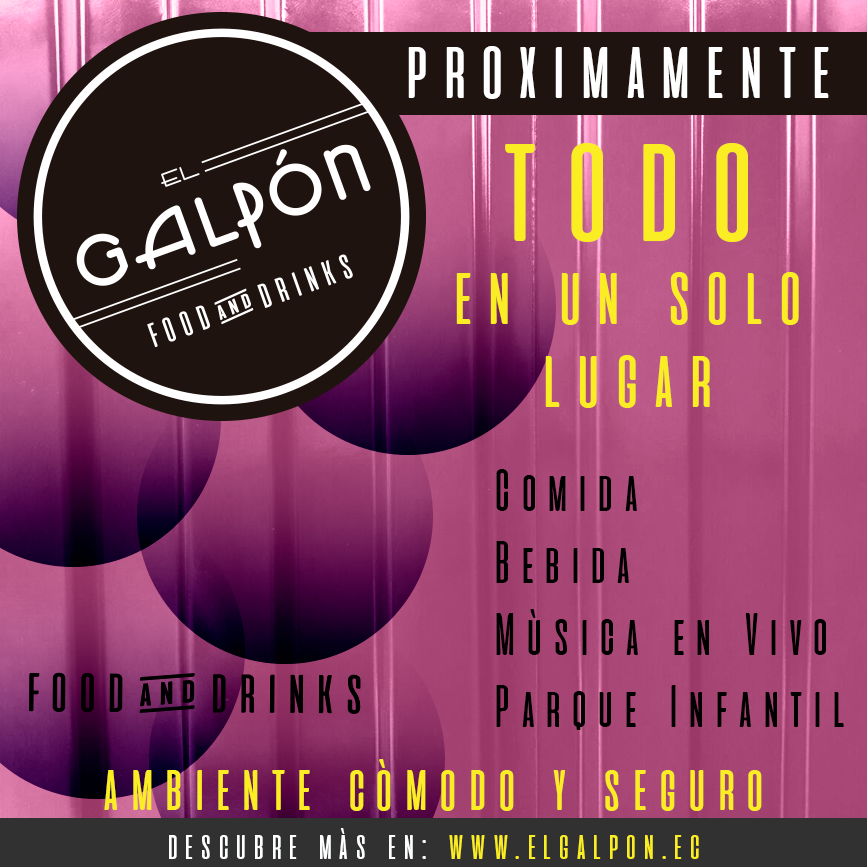 PROXIMAMENTE
EL
GALPÓN
FOOD AND DRINKS
TODO
EN UN SOLO
LUGAR
COMIDA
BEBIDA
MÙSICA EN VIVO
PARQUE INFANTIL
FOOD AND DRINKS
AMBIENTE CÒMODO Y SEGURO
DESCUBRE MÀS EN: WWW.ELGALPON.EC